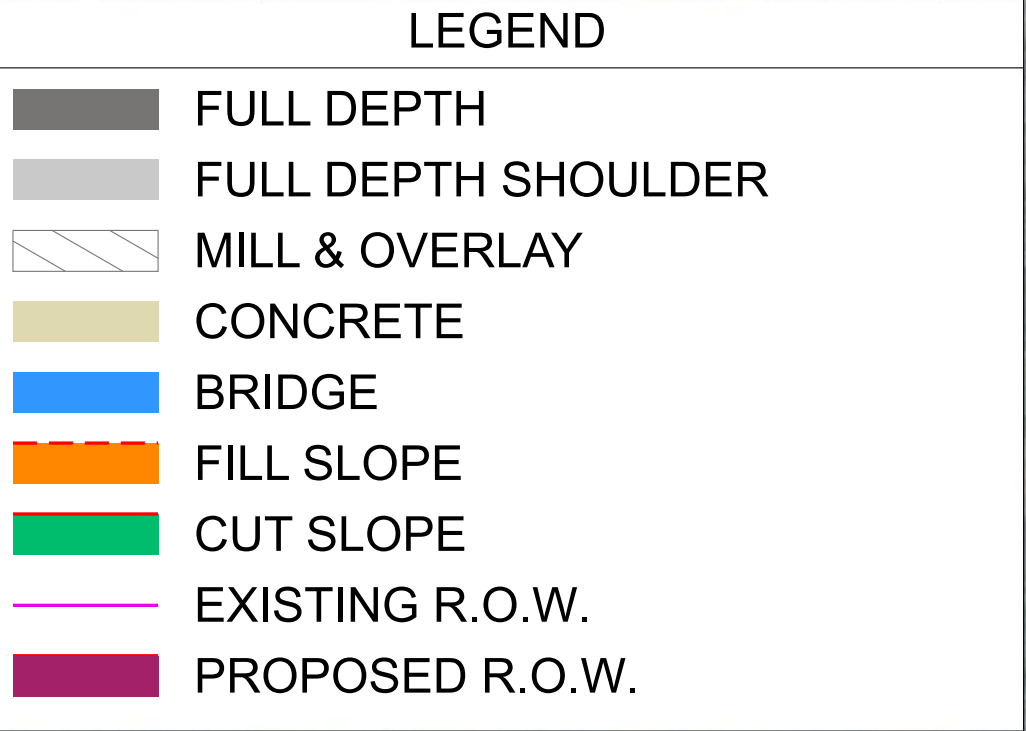 LEGEND
FULL DEPTH
FULL DEPTH SHOULDER
MILL & OVERLAY
CONCRETE
BRIDGE
FILL SLOPE
CUT SLOPE
EXISTING R.O.W.
PROPOSED R.O.W.